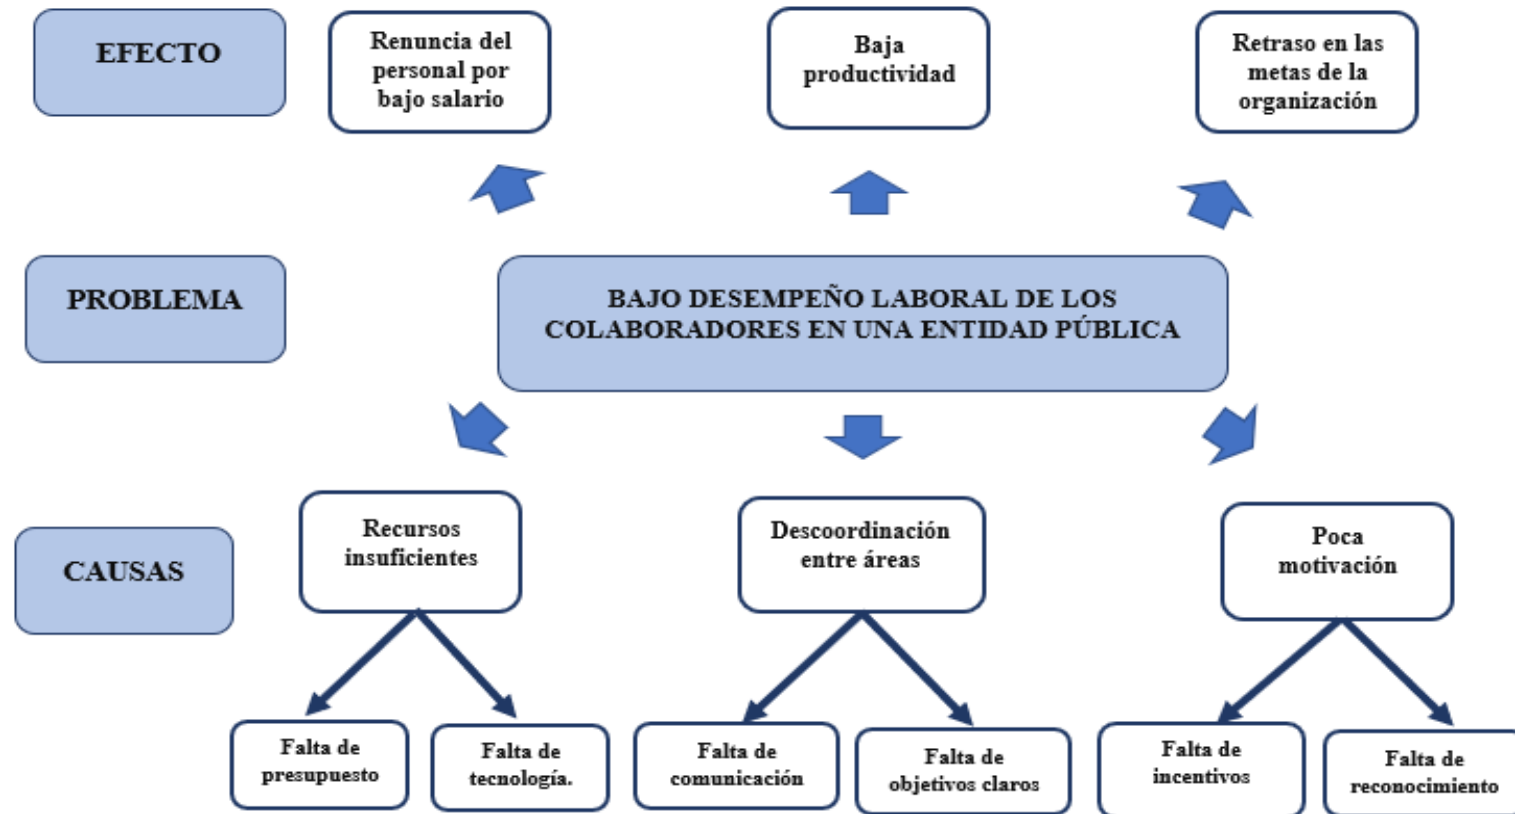 EFECTO
Renuncia del
personal por
bajo salario
Baja
productividad
Retraso en las
metas de la
organización
PROBLEMA
BAJO DESEMPEÑO LABORAL DE LOS
COLABORADORES EN UNA ENTIDAD PÚBLICA
CAUSAS
Recursos
insuficientes
Descoordinación
entre áreas
Poca
motivación
Falta de
presupuesto
Falta de
tecnología.
Falta de
comunicación
Falta de
objetivos claros
Falta de
incentivos
Falta de
reconocimiento